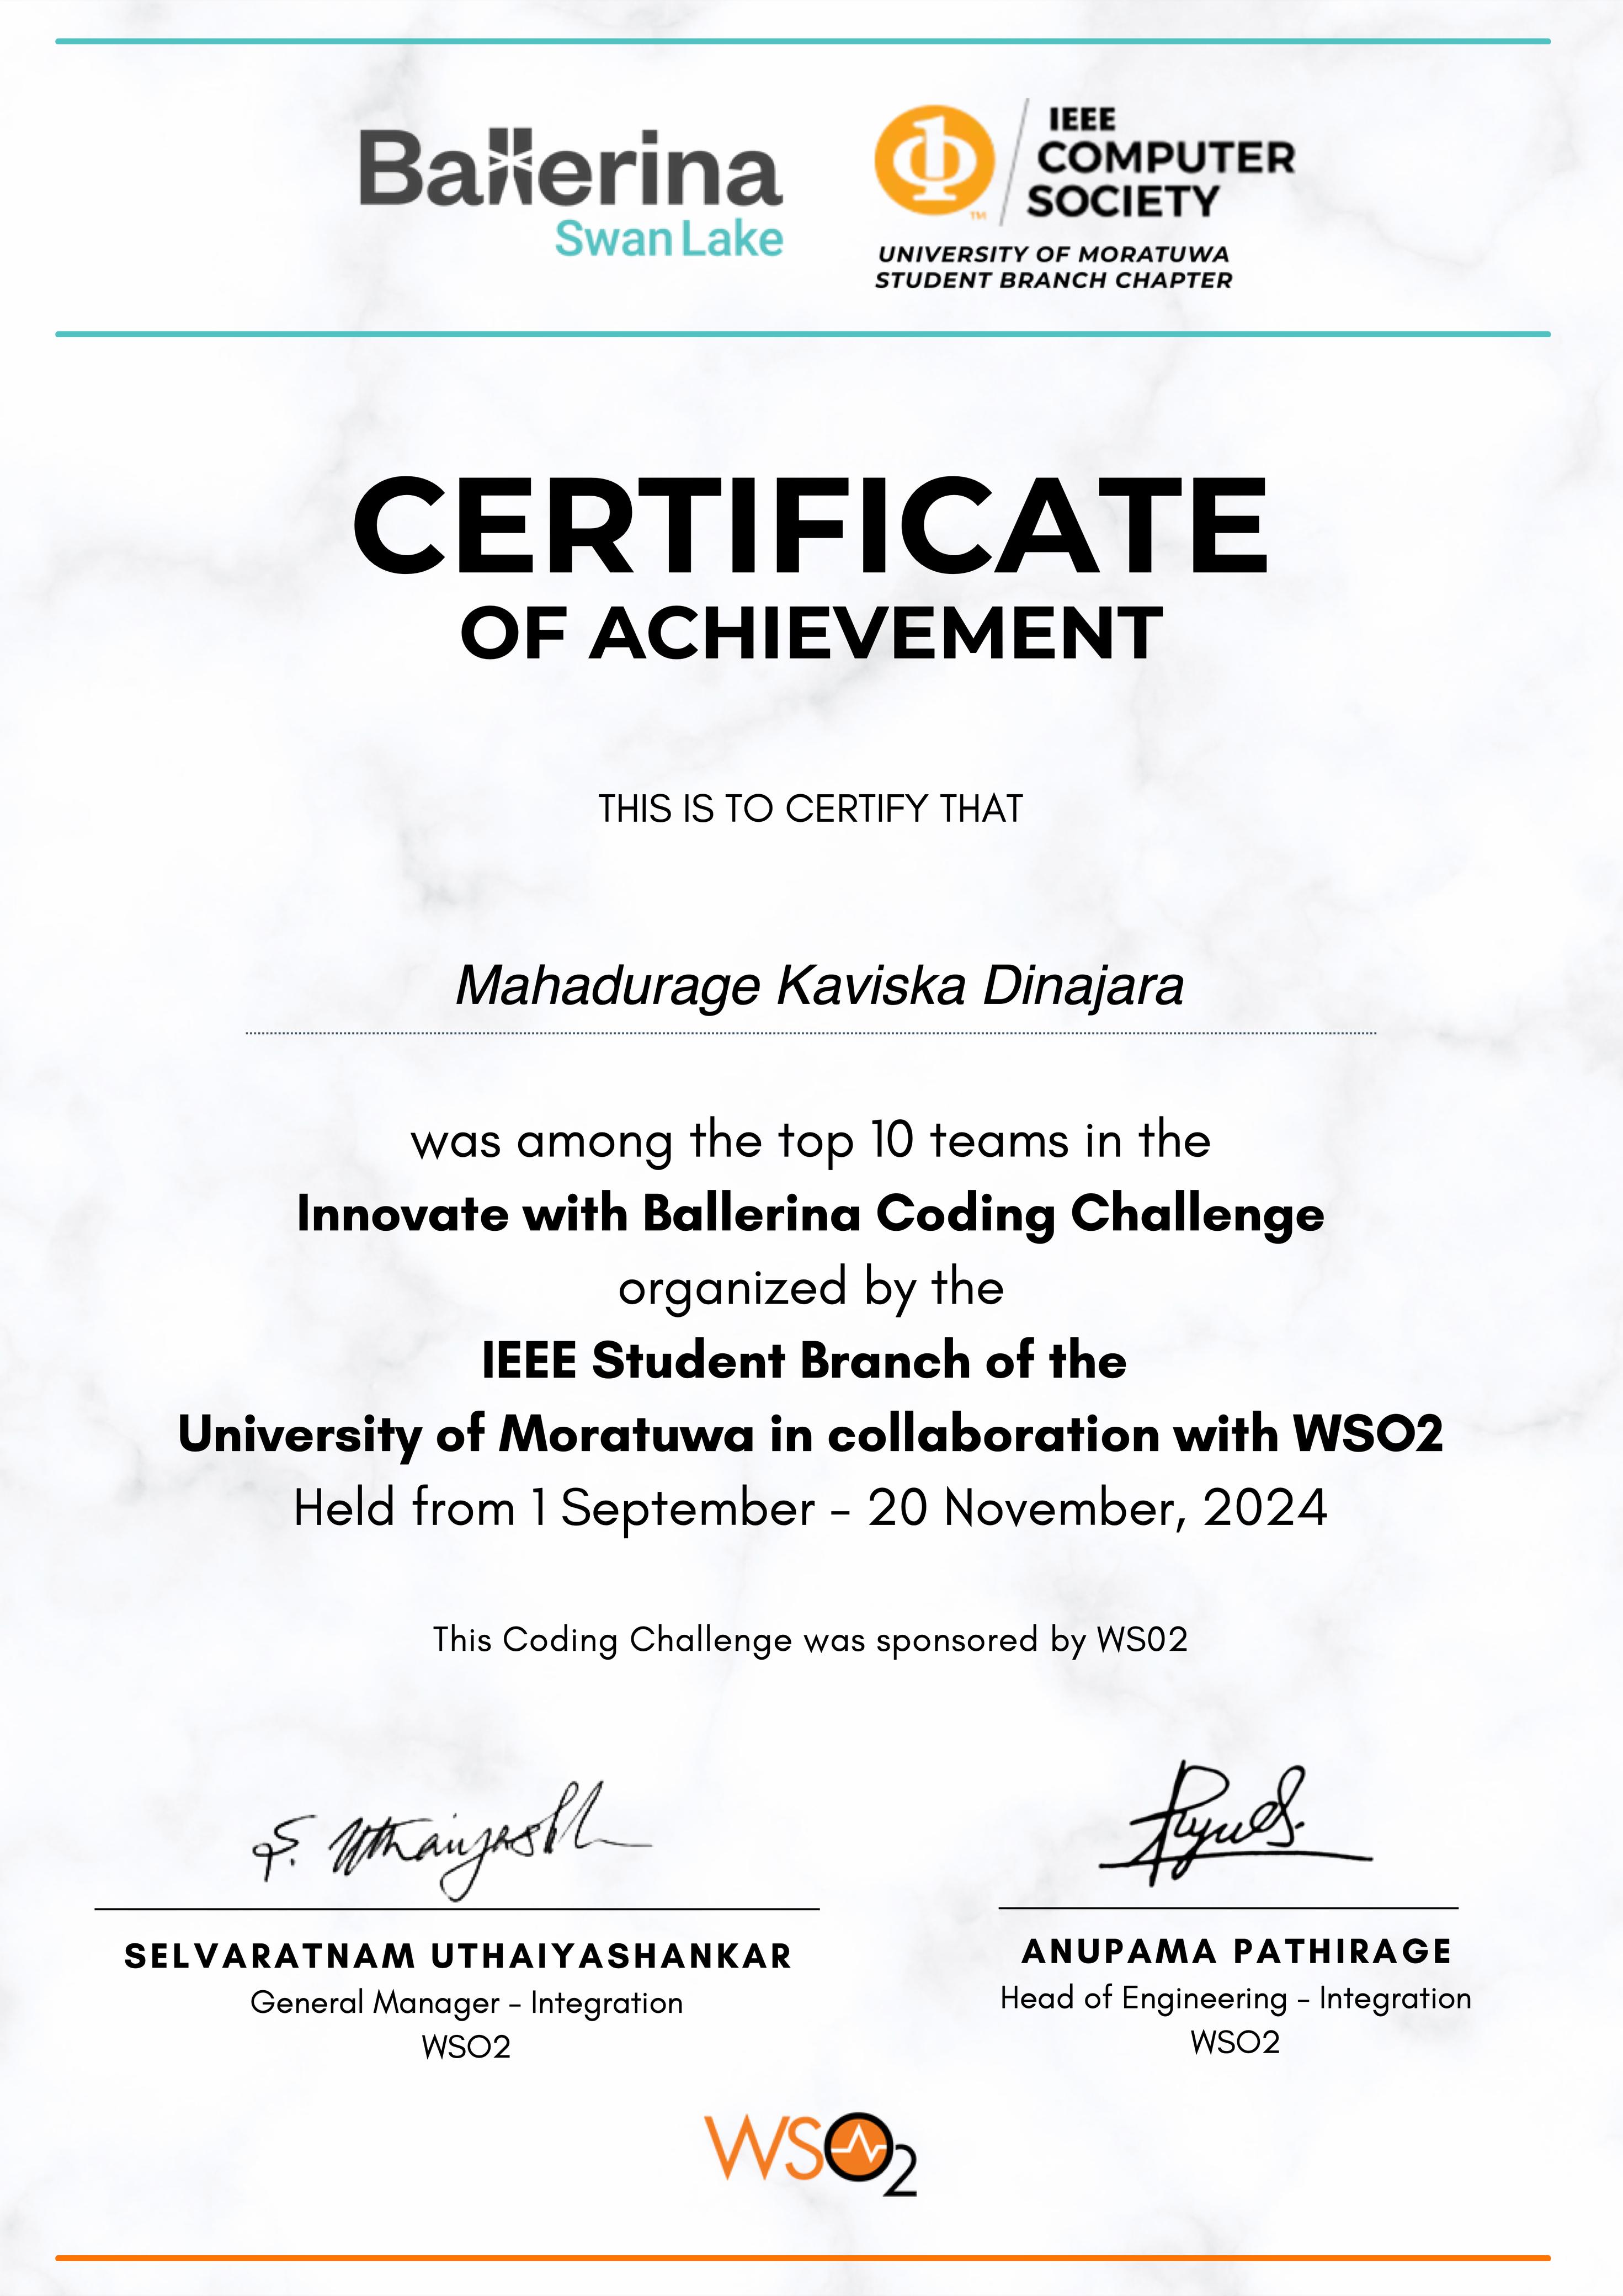 Ballerina
Swan Lake
IEEE
COMPUTER
SOCIETY
TM
UNIVERSITY OF MORATUWA
STUDENT BRANCH CHAPTER
CERTIFICATE
OF ACHIEVEMENT
THIS IS TO CERTIFY THAT
Mahadurage Kaviska Dinajara
was among the top 10 teams in the
Innovate with Ballerina Coding Challenge
organized by the
IEEE Student Branch of the
University of Moratuwa in collaboration with WSO2
Held from 1 September – 20 November, 2024
This Coding Challenge was sponsored by WS02
SELVARATNAM UTHAIYASHANKAR
General Manager – Integration
WSO2
ANUPAMA PATHIRAGE
Head of Engineering – Integration
WSO2
WSO2